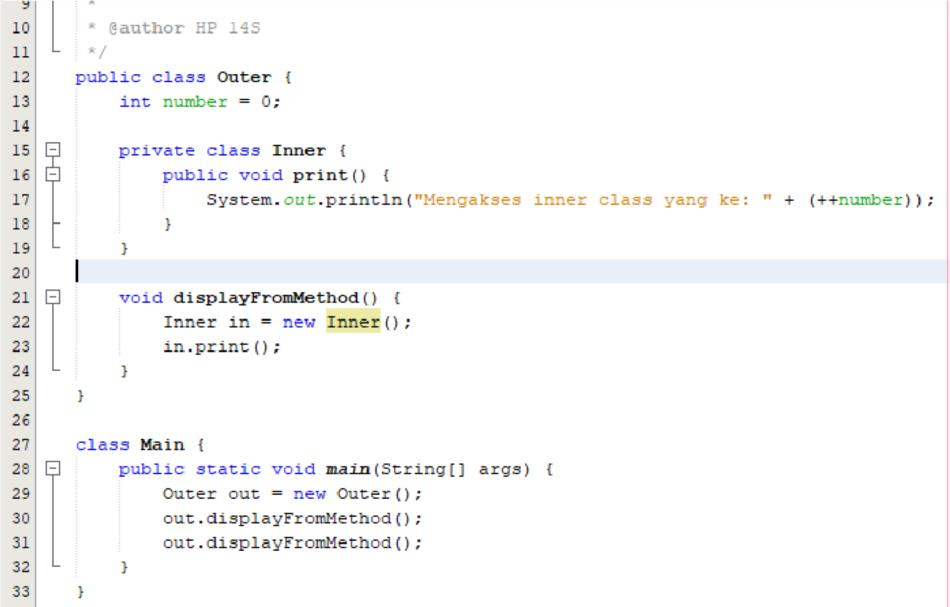 9 *
10 * @author HP 14S
11 */
12 public class Outer {
13     int number = 0;
14
15     private class Inner {
16         public void print() {
17             System.out.println("Mengakses inner class yang ke: " + (++number));
18         }
19     }
20
21     void displayFromMethod() {
22         Inner in = new Inner();
23         in.print();
24     }
25 }
26
27 class Main {
28     public static void main(String[] args) {
29         Outer out = new Outer();
30         out.displayFromMethod();
31         out.displayFromMethod();
32     }
33 }